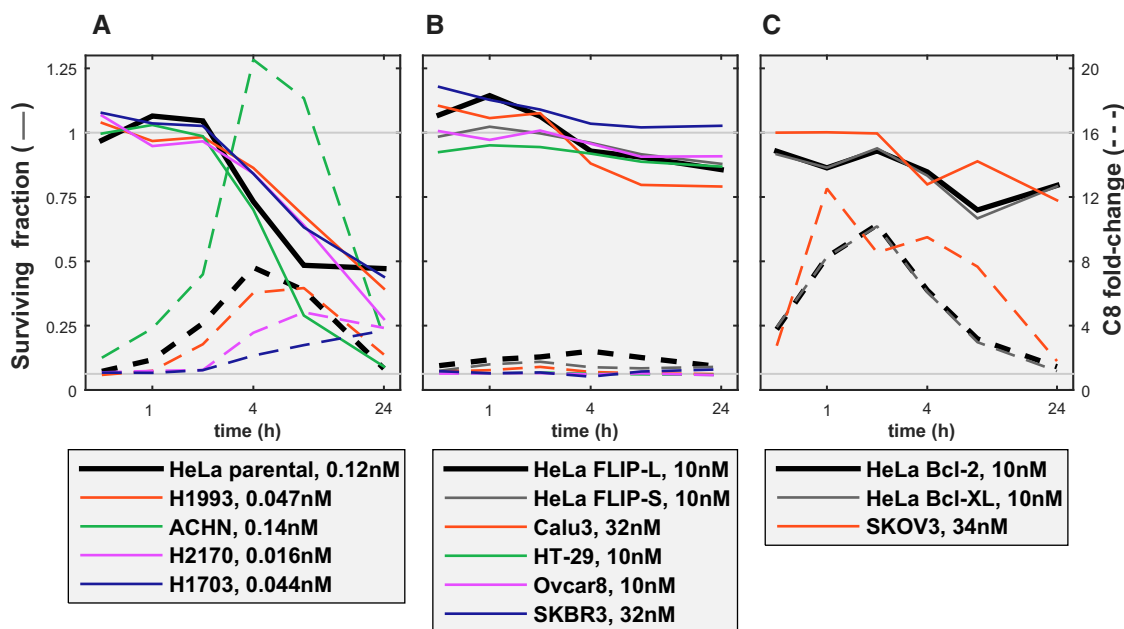 A
B
C
Surviving fraction ( — )
1.25
1
0.75
0.5
0.25
0
1
4
24
time (h)
1
4
24
time (h)
1
4
24
time (h)
20
16
12
8
4
0
C8 fold-change (- - -)
HeLa parental, 0.12nM
H1993, 0.047nM
ACHN, 0.14nM
H2170, 0.016nM
H1703, 0.044nM
HeLa FLIP-L, 10nM
HeLa FLIP-S, 10nM
Calu3, 32nM
HT-29, 10nM
Ovcar8, 10nM
SKBR3, 32nM
HeLa Bcl-2, 10nM
HeLa Bcl-XL, 10nM
SKOV3, 34nM